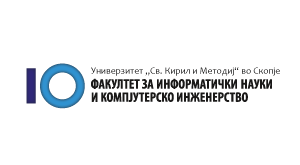 Универзитет „Св. Кирил и Методиј“ во Скопје
ФАКУЛТЕТ ЗА ИНФОРМАТИЧКИ НАУКИ
И КОМПЈУТЕРСКО ИНЖЕНЕРСТВО